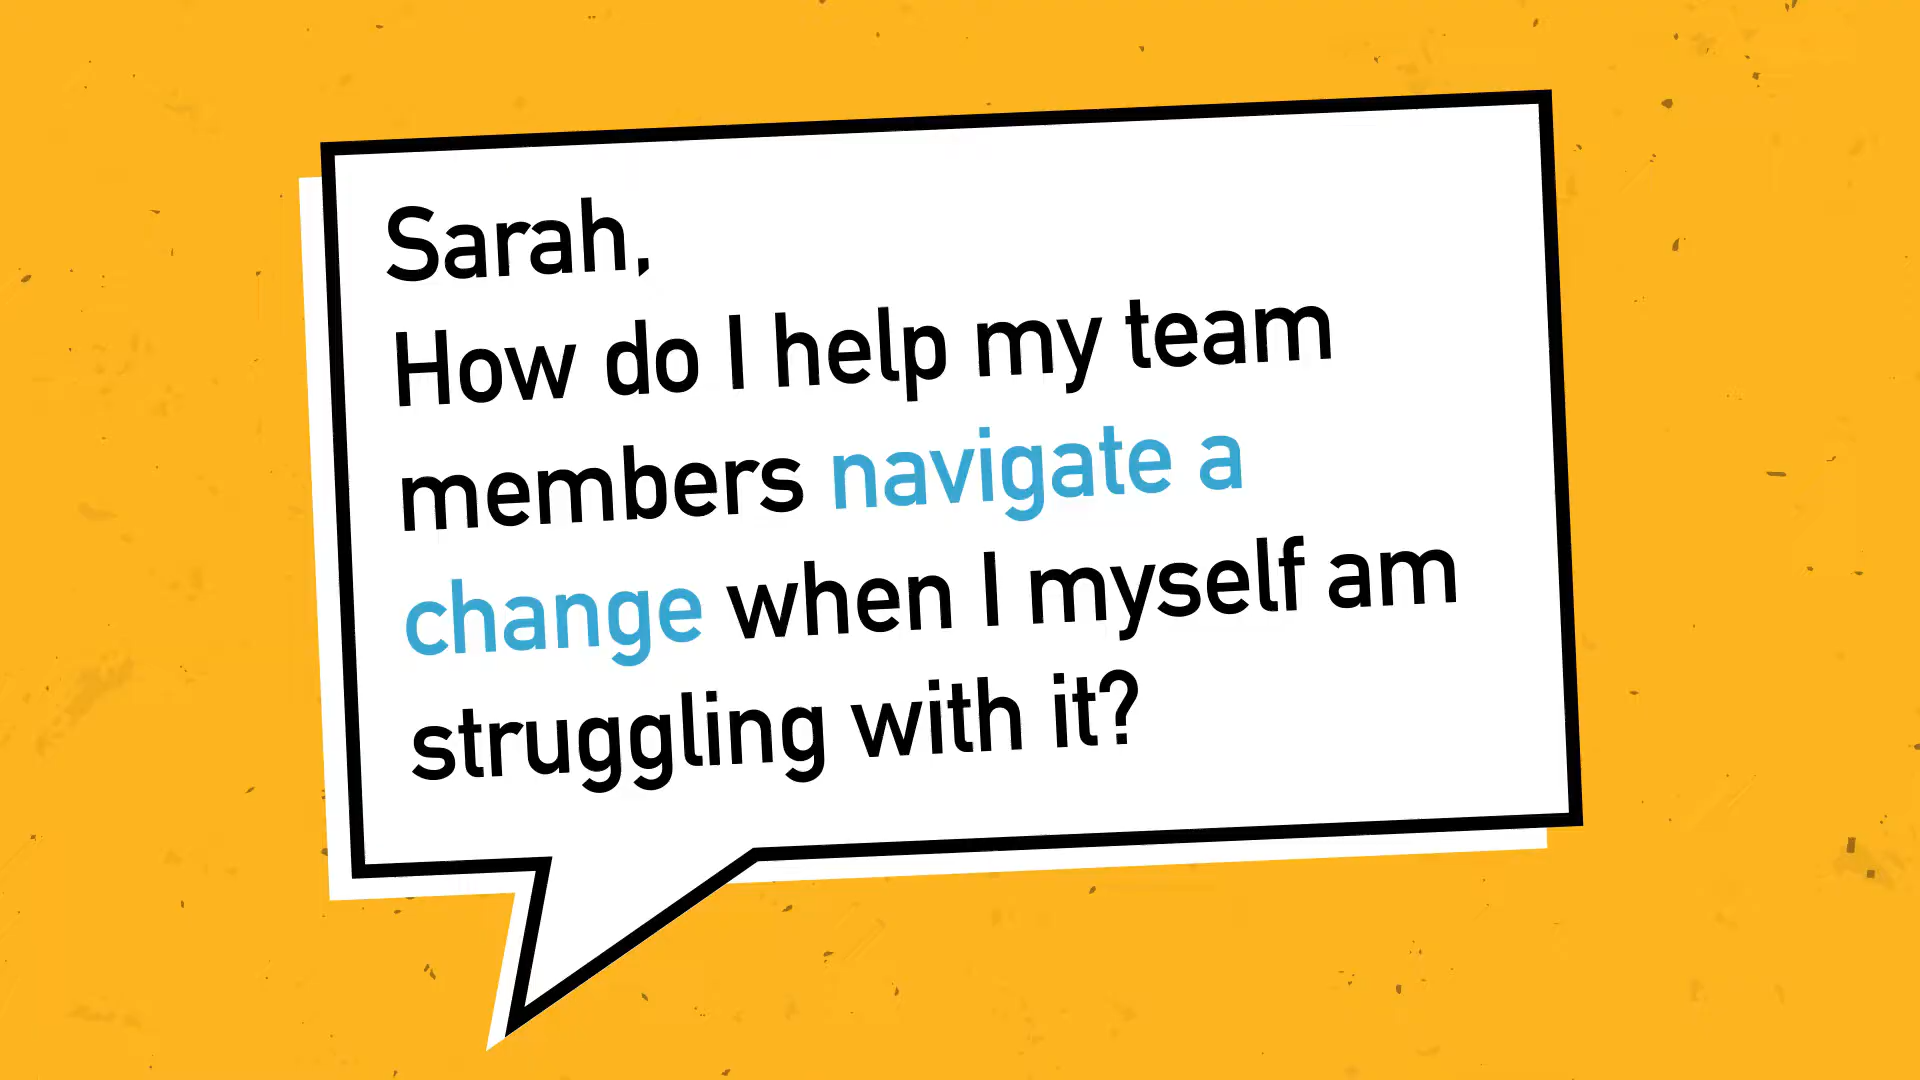 Sarah,
How do I help my team
members navigate a
change when I myself am
struggling with it?